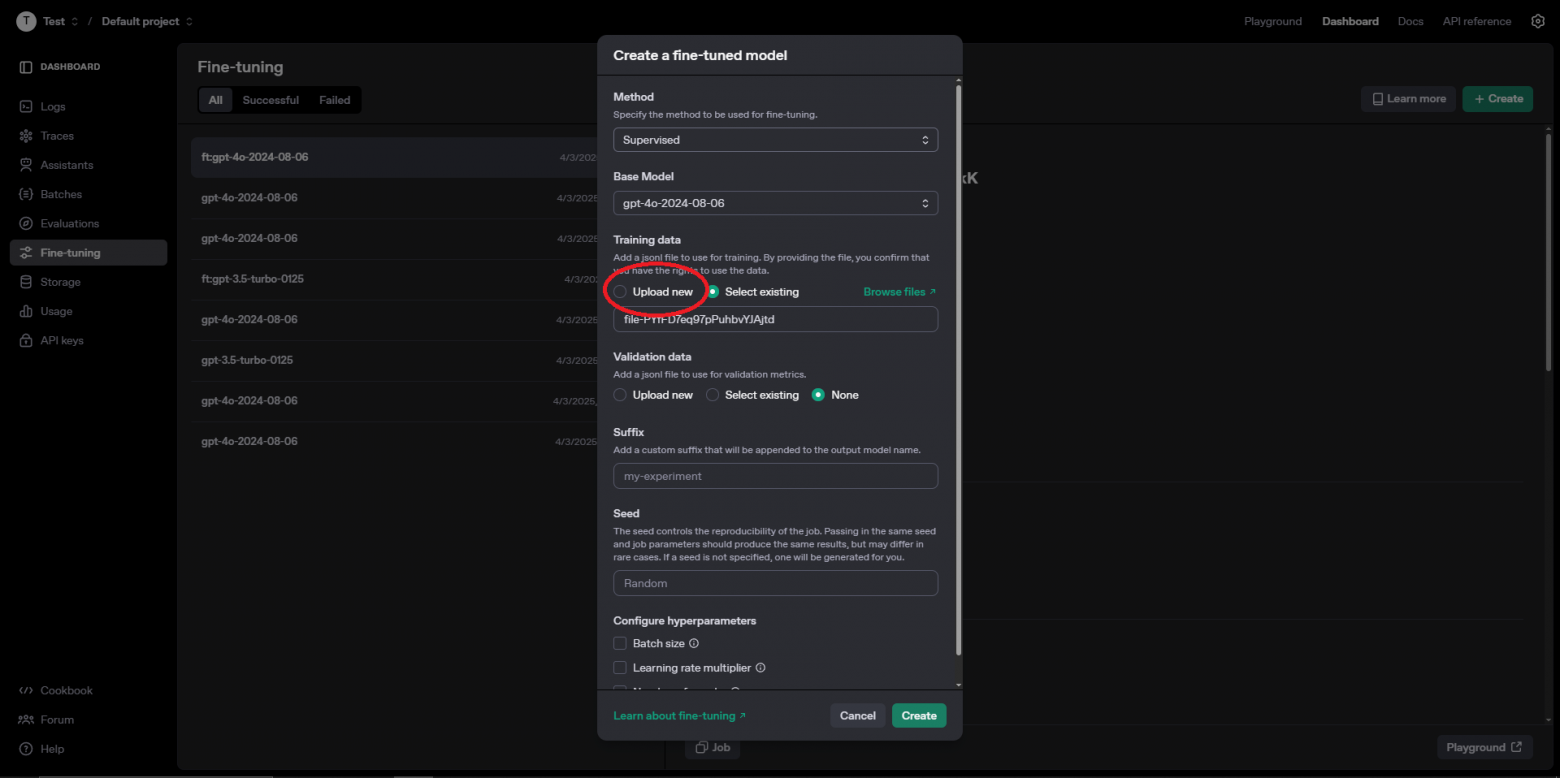 T Test / Default project
Playground Dashboard Docs API reference
DASHBOARD
Logs
Traces
Assistants
Batches
Evaluations
Fine-tuning
Storage
Usage
API keys
Cookbook
Forum
Help
Fine-tuning
All Successful Failed
Learn more + Create
ft:gpt-4o-2024-08-06 4/3/202
gpt-4o-2024-08-06 4/3/2025
gpt-4o-2024-08-06 4/3/2025
ft:gpt-3.5-turbo-0125 4/3/202
gpt-4o-2024-08-06 4/3/2025
gpt-3.5-turbo-0125 4/3/2025
gpt-4o-2024-08-06 4/3/2025,
gpt-4o-2024-08-06 4/3/2025
Create a fine-tuned model
Method
Specify the method to be used for fine-tuning.
Supervised
Base Model
gpt-4o-2024-08-06
Training data
Add a jsonl file to use for training. By providing the file, you confirm that
you have the rights to use the data.
Upload new Select existing Browse files
Validation data
Add a jsonl file to use for validation metrics.
Upload new Select existing None
Suffix
Add a custom suffix that will be appended to the output model name.
my-experiment
Seed
The seed controls the reproducibility of the job. Passing in the same seed
and job parameters should produce the same results, but may differ in
rare cases. If a seed is not specified, one will be generated for you.
Random
Configure hyperparameters
Batch size
Learning rate multiplier
Learn about fine-tuning Cancel Create
Job
Playground